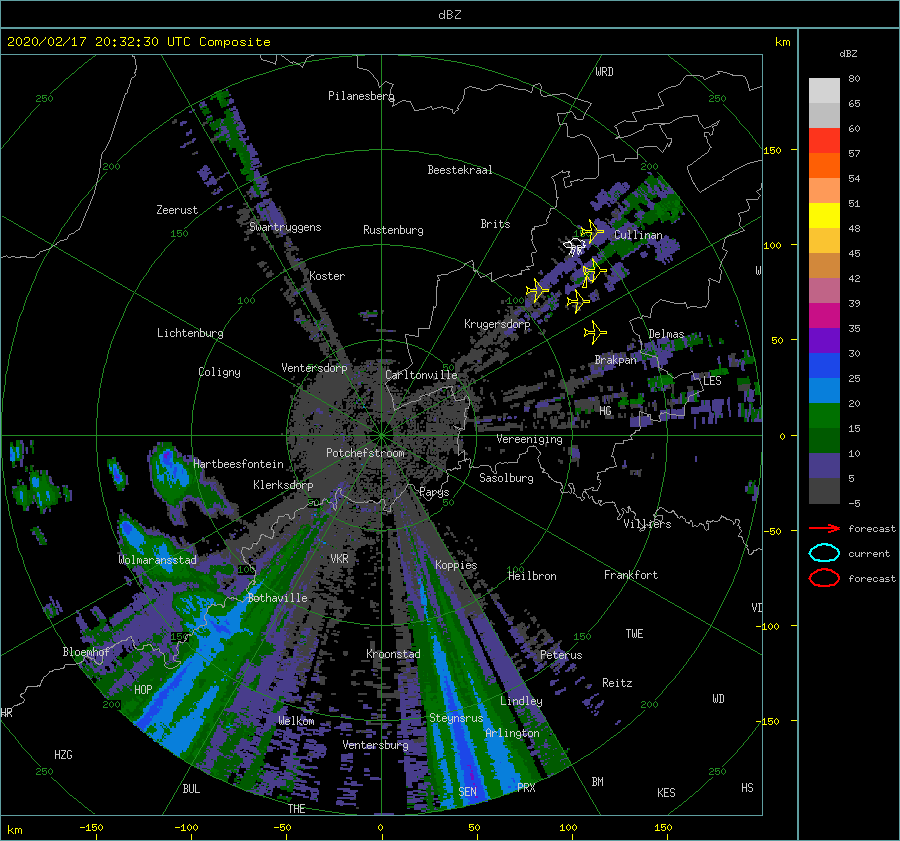 dBZ
2020/02/17 20:32:30 UTC Composite
km
dBZ
WRD
250
Pilanesberg
250
80
65
60
57
54
51
48
45
42
39
35
30
25
20
15
10
5
-5
150
200
Beestekraal
200
Zeerust
150
Swartruggens
Rustenburg
Brits
Cullinan
100
Koster
100
100
Krugersdorp
Lichtenburg
Delmas
50
Coligny
Ventersdorp
Carltonville
Brakpan
LES
HG
Vereeniging
0
Potchefstroom
Hartbeesfontein
Sasolburg
Klerksdorp
Parys
50
50
Villiers
-50
forecast
current
forecast
Wolmaransstad
VKR
Koppies
100
100
Heilbron
Frankfort
Bothaville
VI
-100
150
150
TWE
Bloemhof
Kroonstad
Peterus
HOP
Reitz
WD
200
Lindley
200
HR
Welkom
Steynsrus
-150
Arlington
Ventersburg
HZG
250
250
BUL
BM
SEN
PRX
KES
HS
THE
km
-150
-100
-50
0
50
100
150